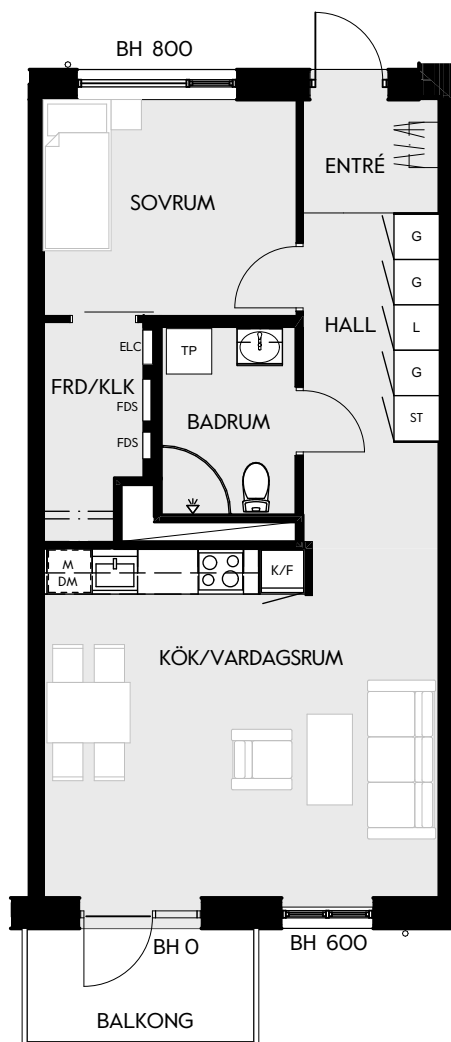 BH 800
ENTRÉ
SOVRUM
G
G
HALL
L
ELC
TP
FRD/KLK
G
FDS
BADRUM
ST
FDS
M
DM
K/F
KÖK/VARDAGSRUM
BH 0
BH 600
BALKONG